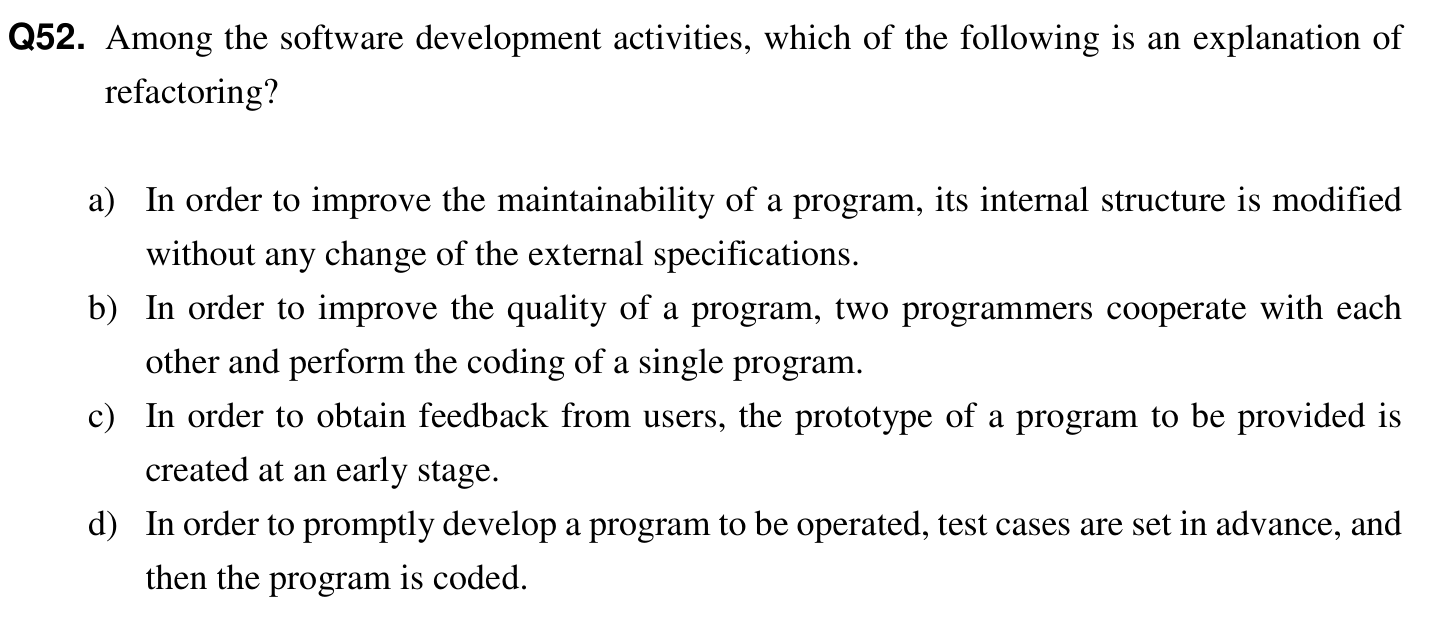 Q52. Among the software development activities, which of the following is an explanation of
refactoring?
a) In order to improve the maintainability of a program, its internal structure is modified
without any change of the external specifications.
b) In order to improve the quality of a program, two programmers cooperate with each
other and perform the coding of a single program.
c) In order to obtain feedback from users, the prototype of a program to be provided is
created at an early stage.
d) In order to promptly develop a program to be operated, test cases are set in advance, and
then the program is coded.